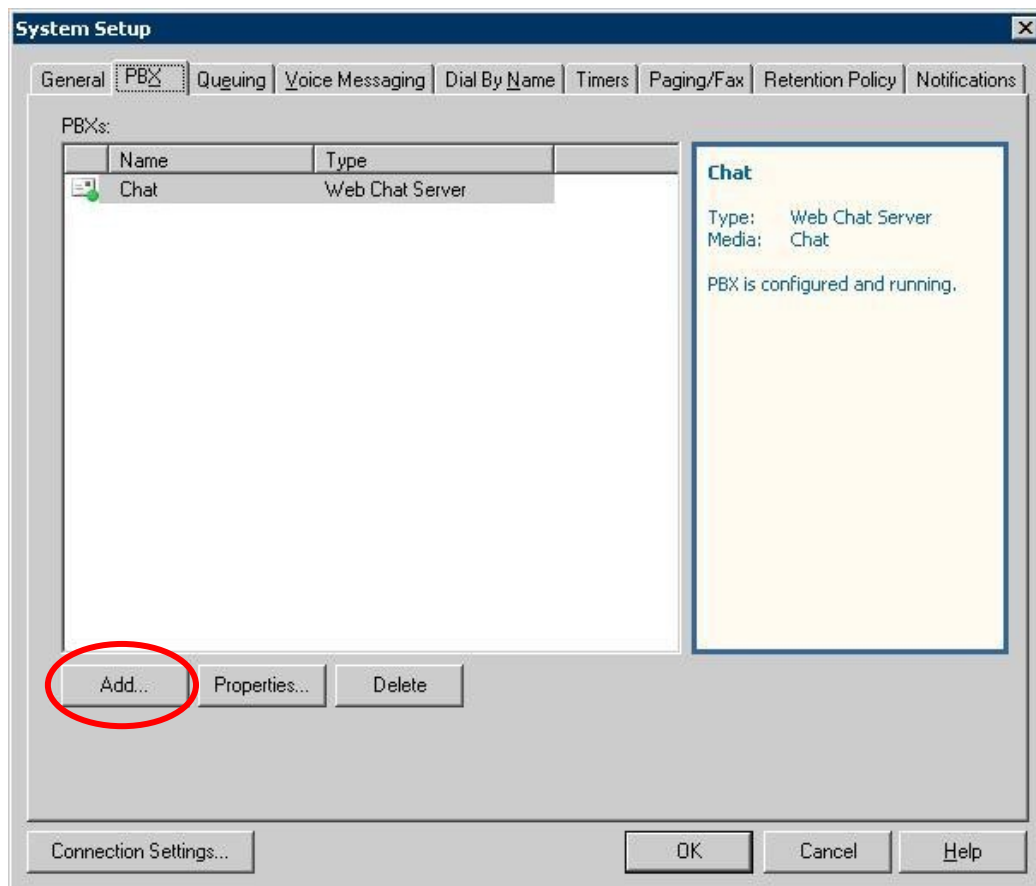 System Setup
General PBX Queuing Voice Messaging Dial By Name Timers Paging/Fax Retention Policy Notifications
PBXs:
Name Type
Chat Web Chat Server
Chat
Type: Web Chat Server
Media: Chat
PBX is configured and running.
Add... Properties... Delete
Connection Settings... OK Cancel Help